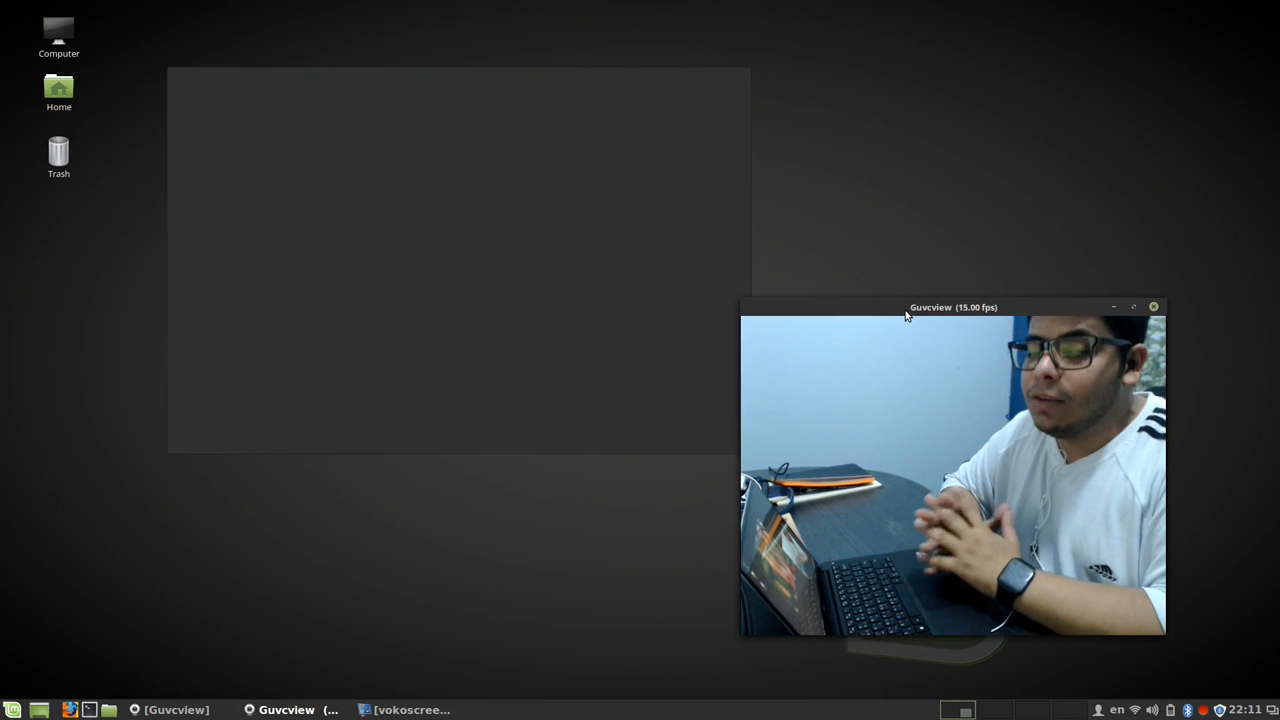 Computer
Home
Trash
Guvcview (15.00 fps)
[Guvcview]
Guvcview (...
[vokoscree...
en
22:11